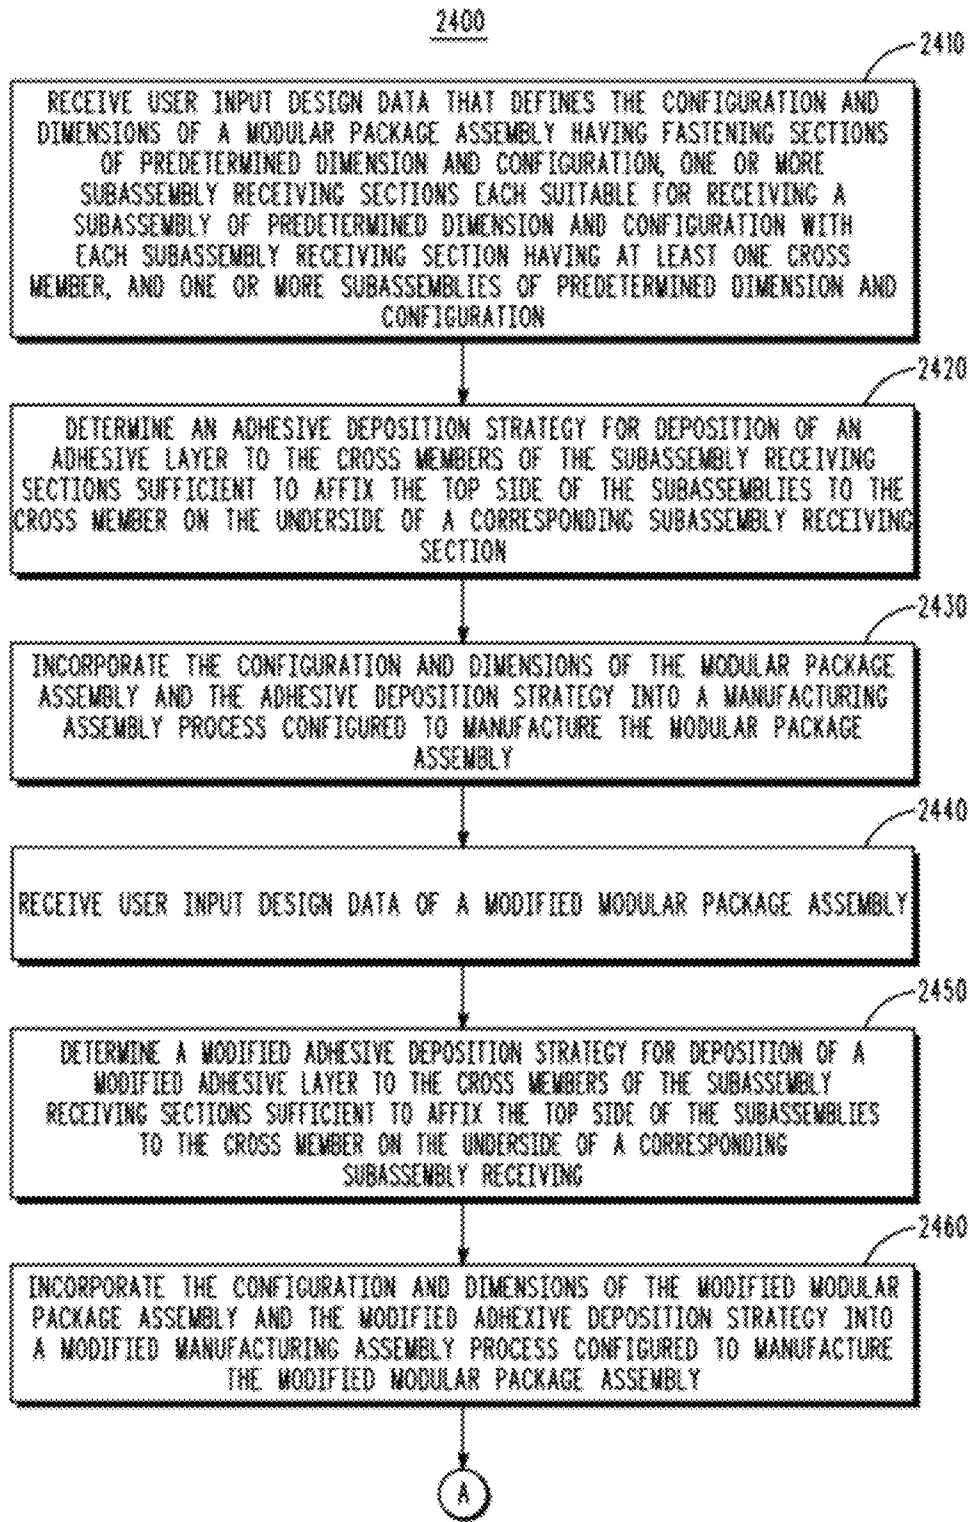 2400
2410
RECEIVE USER INPUT DESIGN DATA THAT DEFINES THE CONFIGURATION AND
DIMENSIONS OF A MODULAR PACKAGE ASSEMBLY HAVING FASTENING SECTIONS
OF PREDETERMINED DIMENSION AND CONFIGURATION, ONE OR MORE
SUBASSEMBLY RECEIVING SECTIONS EACH SUITABLE FOR RECEIVING A
SUBASSEMBLY OF PREDETERMINED DIMENSION AND CONFIGURATION WITH
EACH SUBASSEMBLY RECEIVING SECTION HAVING AT LEAST ONE CROSS
MEMBER, AND ONE OR MORE SUBASSEMBLIES OF PREDETERMINED DIMENSION AND
CONFIGURATION
2420
DETERMINE AN ADHESIVE DEPOSITION STRATEGY FOR DEPOSITION OF AN
ADHESIVE LAYER TO THE CROSS MEMBERS OF THE SUBASSEMBLY RECEIVING
SECTIONS SUFFICIENT TO AFFIX THE TOP SIDE OF THE SUBASSEMBLIES TO THE
CROSS MEMBER ON THE UNDERSIDE OF A CORRESPONDING SUBASSEMBLY RECEIVING
SECTION
2430
INCORPORATE THE CONFIGURATION AND DIMENSIONS OF THE MODULAR PACKAGE
ASSEMBLY AND THE ADHESIVE DEPOSITION STRATEGY INTO A MANUFACTURING
ASSEMBLY PROCESS CONFIGURED TO MANUFACTURE THE MODULAR PACKAGE
ASSEMBLY
2440
RECEIVE USER INPUT DESIGN DATA OF A MODIFIED MODULAR PACKAGE ASSEMBLY
2450
DETERMINE A MODIFIED ADHESIVE DEPOSITION STRATEGY FOR DEPOSITION OF A
MODIFIED ADHESIVE LAYER TO THE CROSS MEMBERS OF THE SUBASSEMBLY
RECEIVING SECTIONS SUFFICIENT TO AFFIX THE TOP SIDE OF THE SUBASSEMBLIES
TO THE CROSS MEMBER ON THE UNDERSIDE OF A CORRESPONDING
SUBASSEMBLY RECEIVING
2460
INCORPORATE THE CONFIGURATION AND DIMENSIONS OF THE MODIFIED MODULAR
PACKAGE ASSEMBLY AND THE MODIFIED ADHEXIVE DEPOSITION STRATEGY INTO
A MODIFIED MANUFACTURING ASSEMBLY PROCESS CONFIGURED TO MANUFACTURE
THE MODIFIED MODULAR PACKAGE ASSEMBLY
A